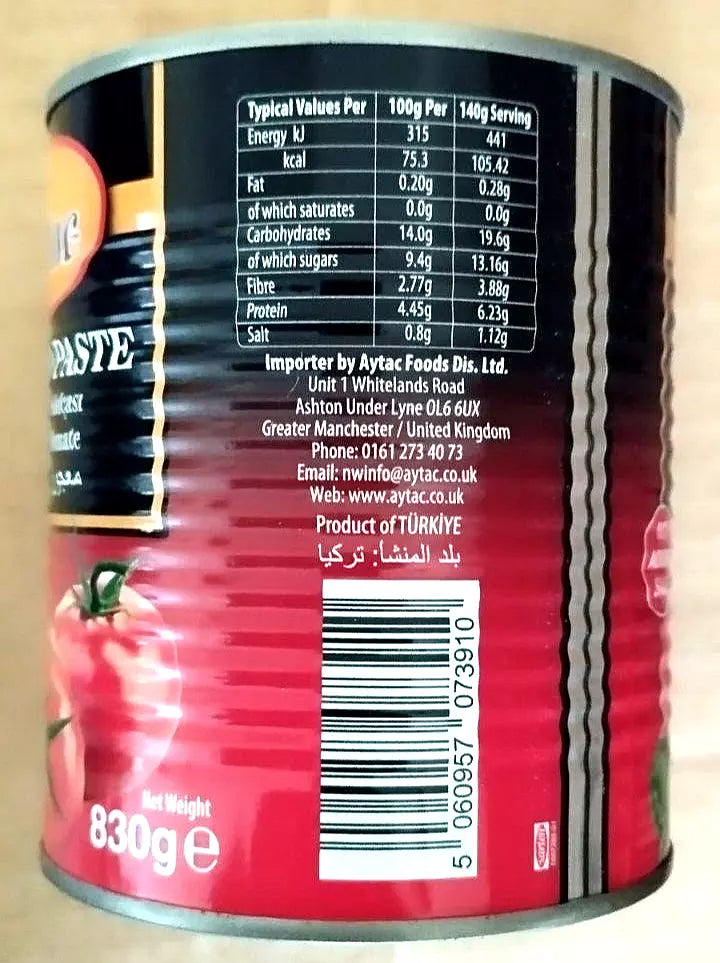 PASTE
Typical Values Per 100g Per 140g Serving
Energy kJ 315 441
kcal 75.3 105.42
Fat 0.20g 0.28g
of which saturates 0.0g 0.0g
Carbohydrates 14.0g 19.6g
of which sugars 9.4g 13.16g
Fibre 2.77g 3.88g
Protein 4.45g 6.23g
Salt 0.8g 1.12g
Importer by Aytac Foods Dis. Ltd.
Unit 1 Whitelands Road
Ashton Under Lyne OL6 6UX
Greater Manchester / United Kingdom
Phone: 0161 273 40 73
Email: nwinfo@aytac.co.uk
Web: www.aytac.co.uk
Product of TÜRKİYE
بلد المنشأ: تركيا
5 060957 073910
Net Weight
830g e
sarten